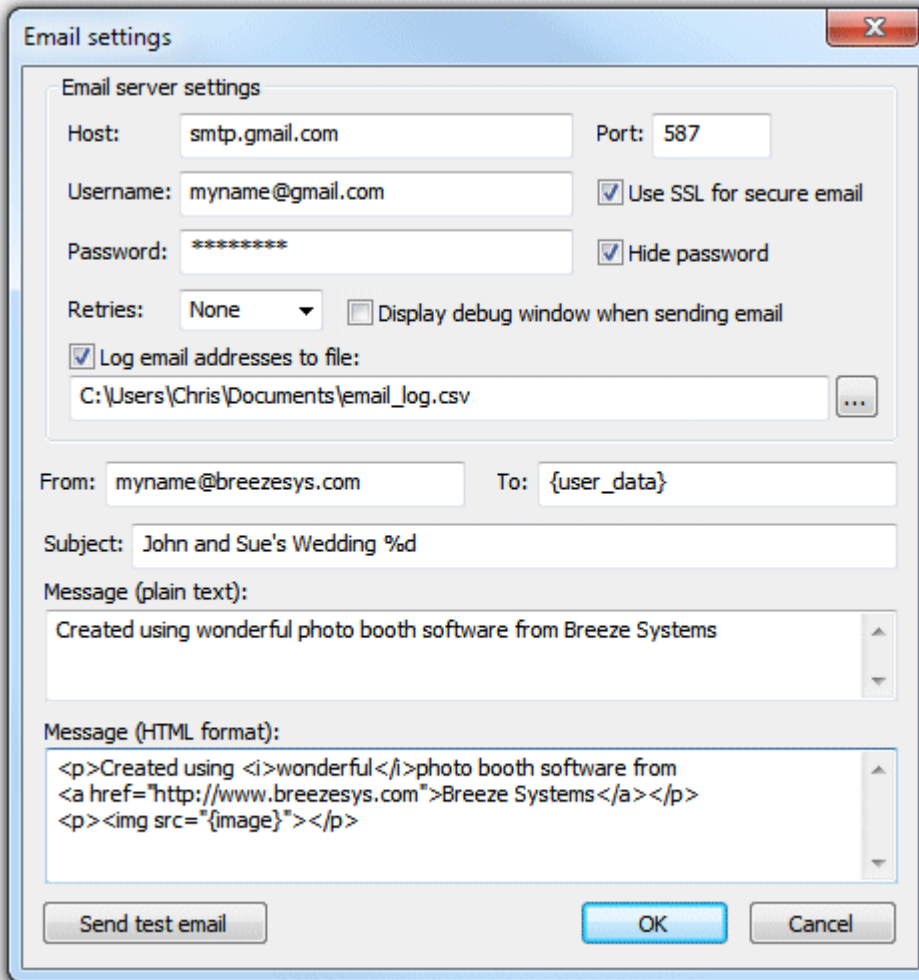 Email settings
Email server settings
Host: smtp.gmail.com Port: 587
Username: myname@gmail.com Use SSL for secure email
Password: ******** Hide password
Retries: None Display debug window when sending email
Log email addresses to file:
C:\Users\Chris\Documents\email_log.csv ...
From: myname@breezesys.com To: {user_data}
Subject: John and Sue's Wedding %d
Message (plain text):
Created using wonderful photo booth software from Breeze Systems
Message (HTML format):
<p>Created using <i>wonderful</i>photo booth software from
<a href="http://www.breezesys.com">Breeze Systems</a></p>
<p><img src="{image}"></p>
Send test email OK Cancel